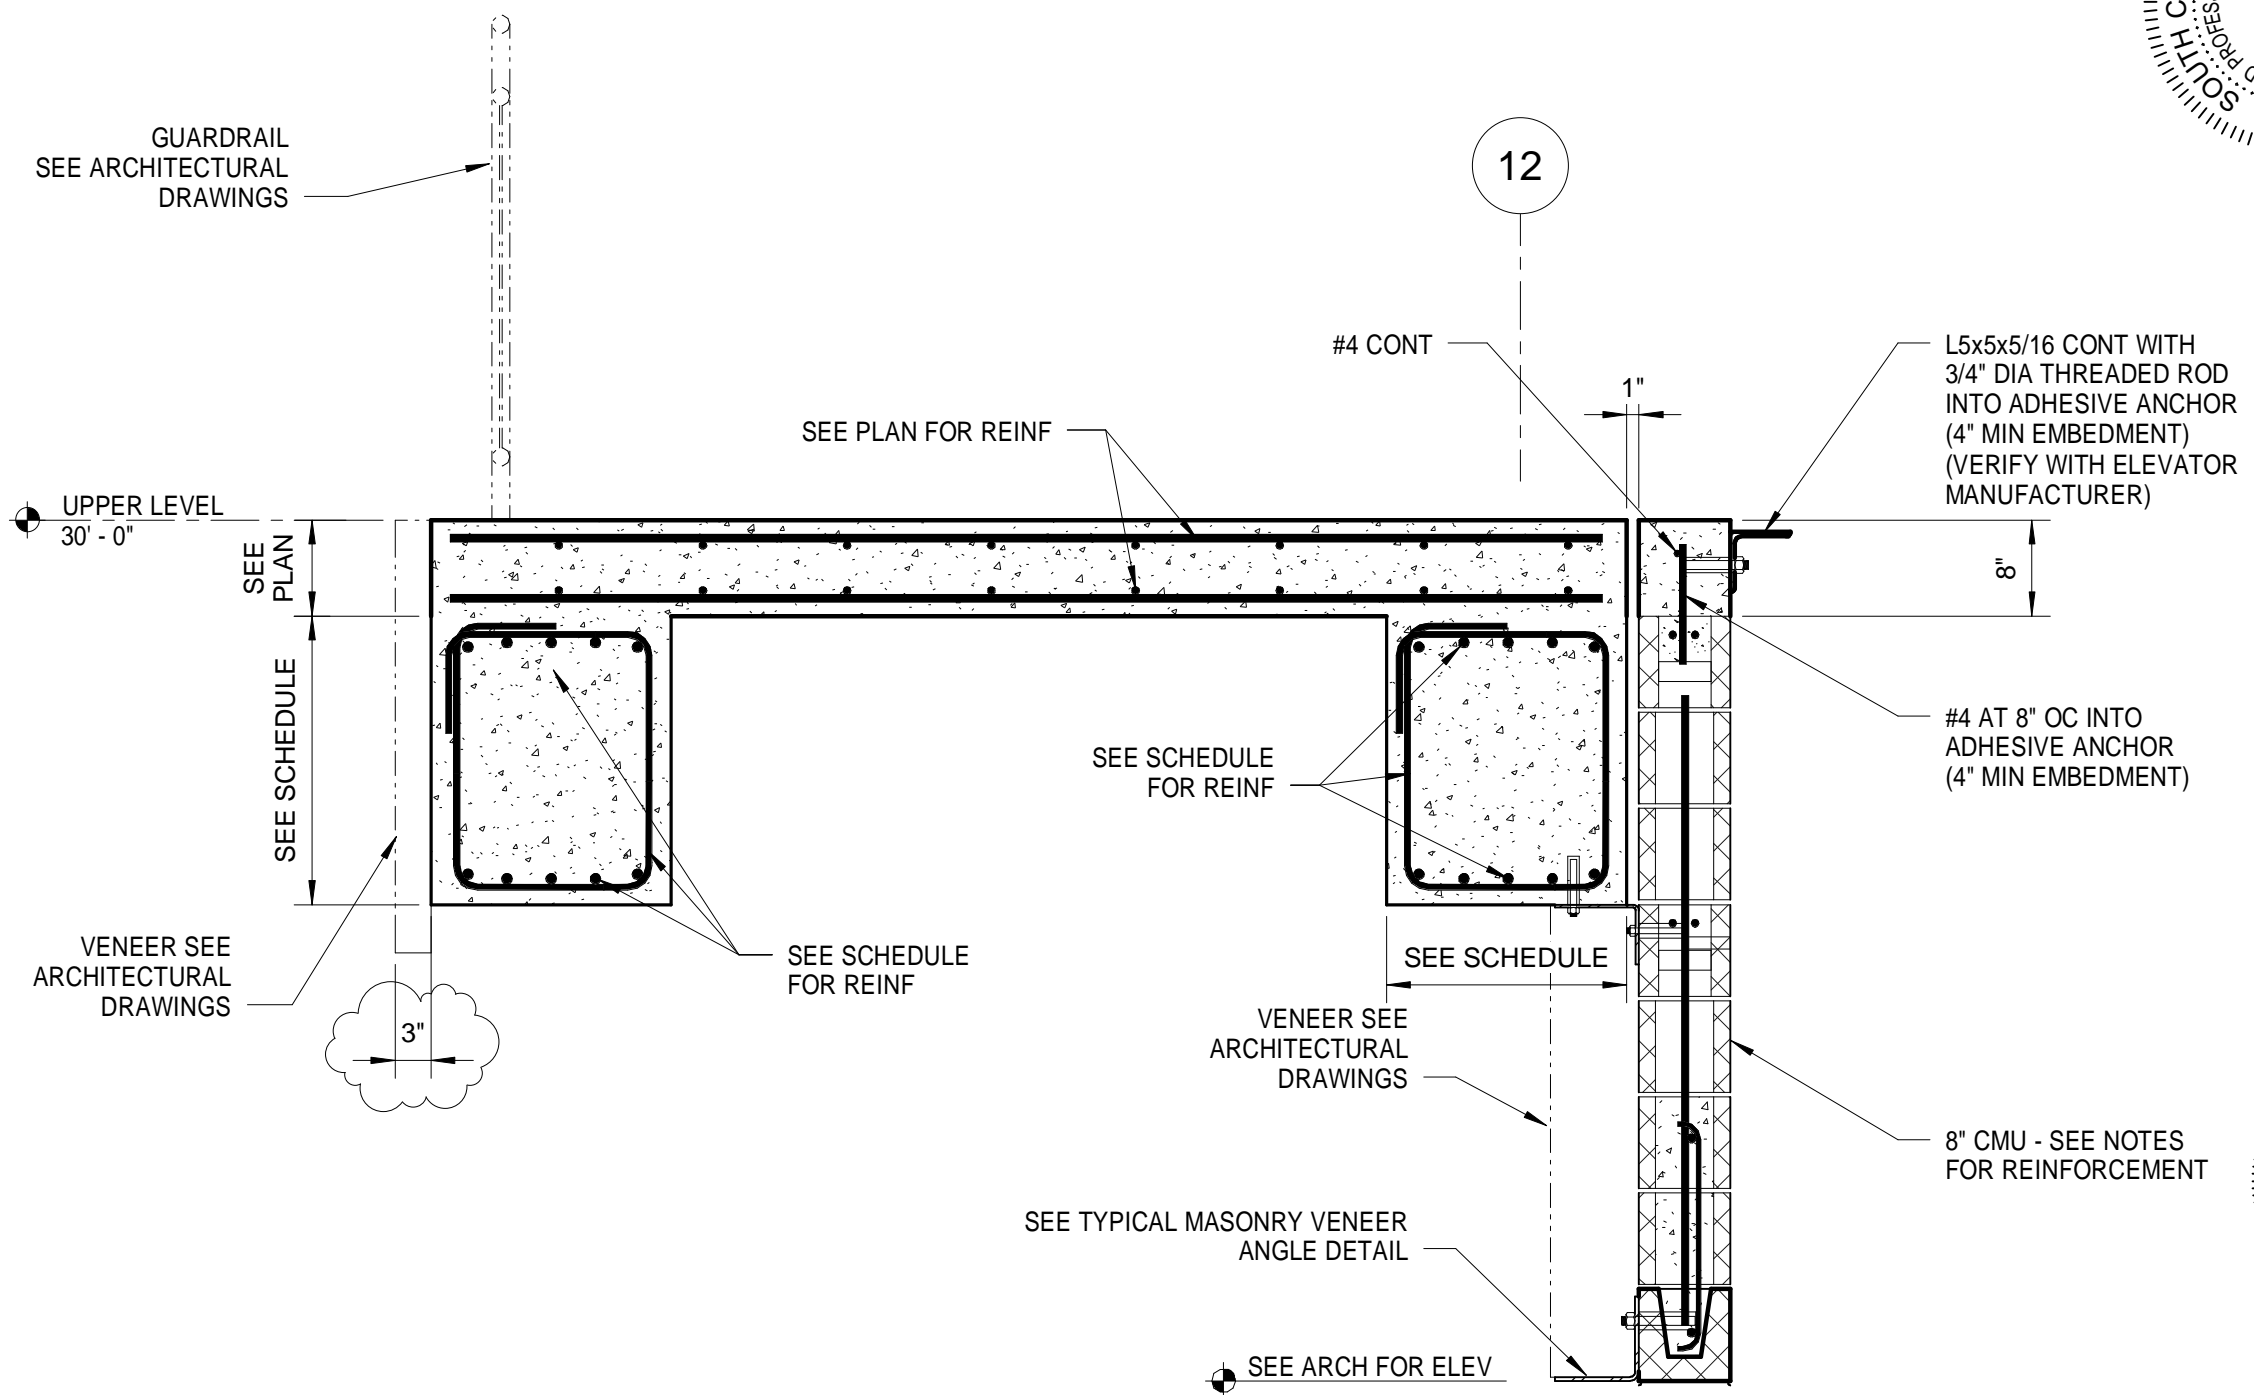 SOUTH C
D PROFES
GUARDRAIL
SEE ARCHITECTURAL
DRAWINGS
12
#4 CONT
1"
L5x5x5/16 CONT WITH
3/4" DIA THREADED ROD
INTO ADHESIVE ANCHOR
(4" MIN EMBEDMENT)
(VERIFY WITH ELEVATOR
MANUFACTURER)
SEE PLAN FOR REINF
UPPER LEVEL
30' - 0"
SEE
PLAN
8"
SEE SCHEDULE
#4 AT 8" OC INTO
ADHESIVE ANCHOR
(4" MIN EMBEDMENT)
SEE SCHEDULE
FOR REINF
VENEER SEE
ARCHITECTURAL
DRAWINGS
SEE SCHEDULE
FOR REINF
SEE SCHEDULE
3"
VENEER SEE
ARCHITECTURAL
DRAWINGS
8" CMU - SEE NOTES
FOR REINFORCEMENT
SEE TYPICAL MASONRY VENEER
ANGLE DETAIL
SEE ARCH FOR ELEV